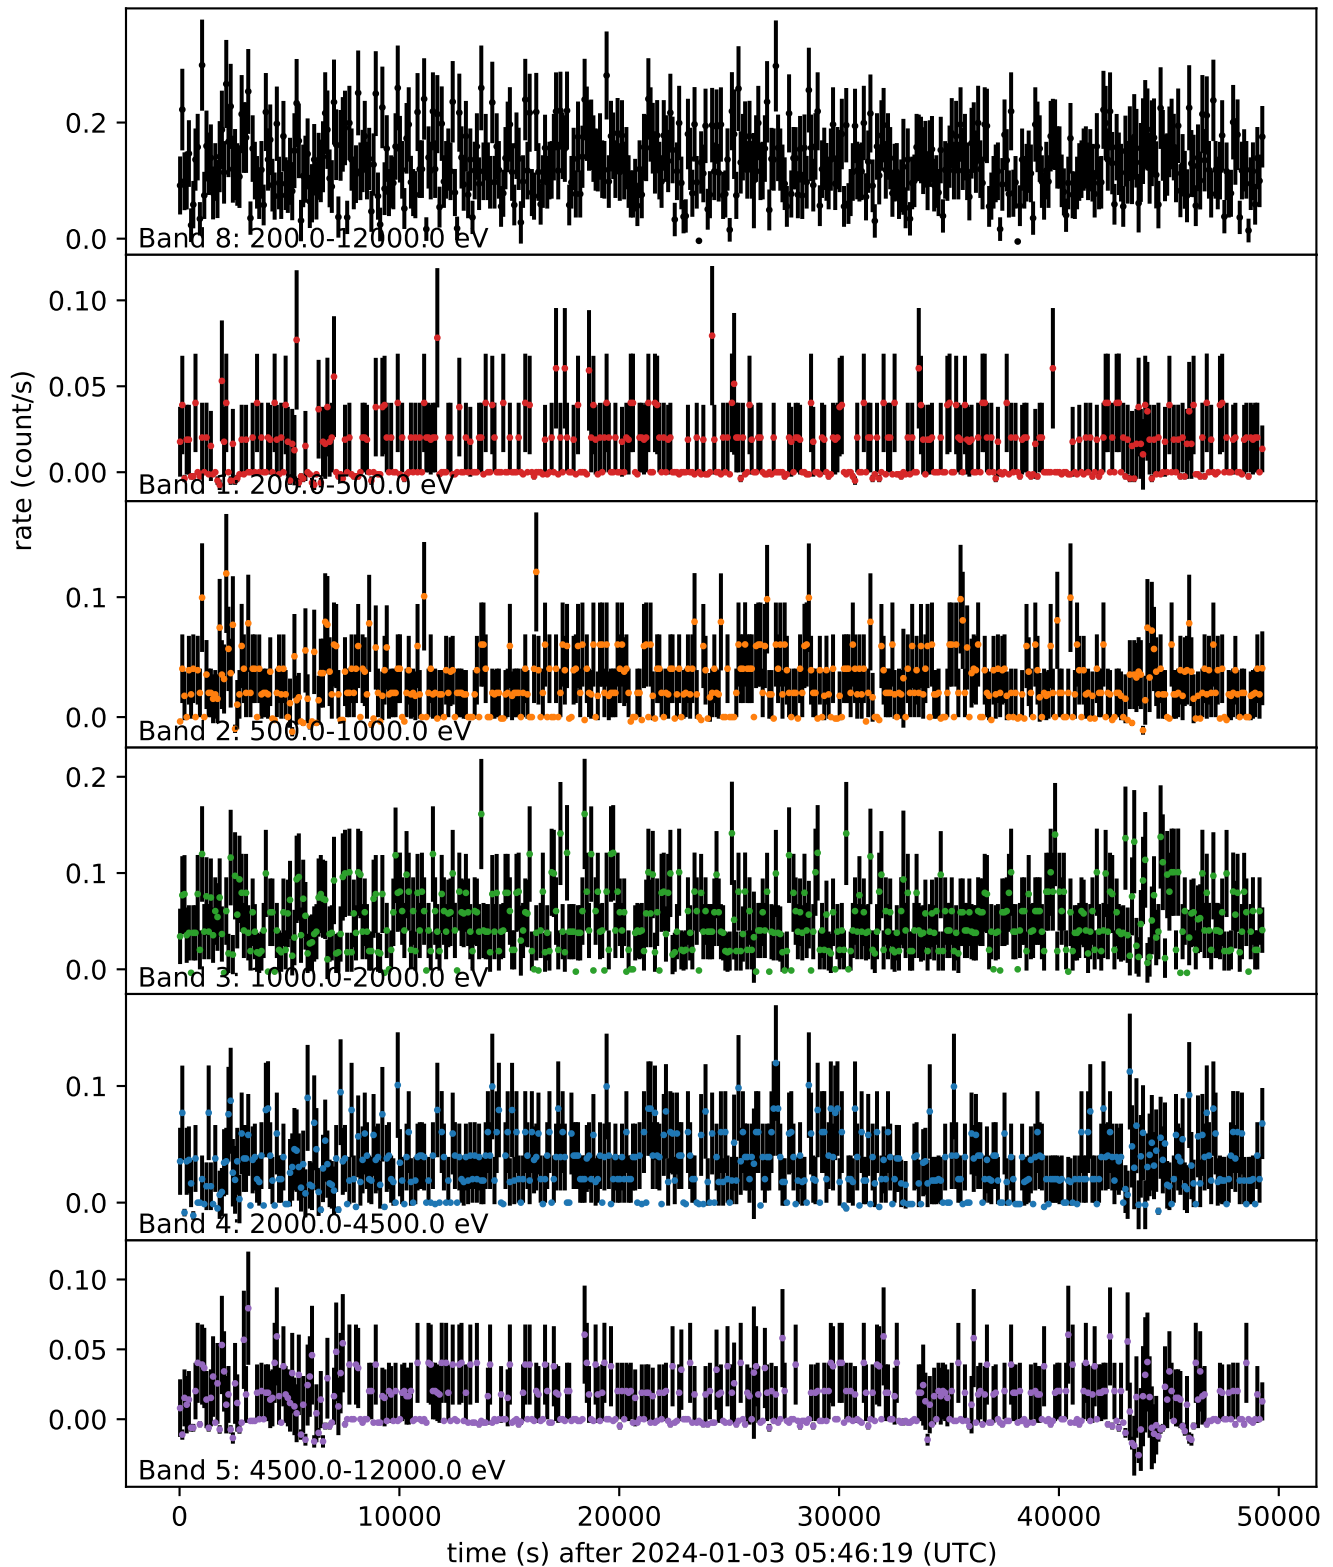 0.2
0.0
Band 8: 200.0-12000.0 eV
0.10
0.05
0.00
Band 1: 200.0-500.0 eV
rate (count/s)
0.1
0.0
Band 2: 500.0-1000.0 eV
0.2
0.1
0.0
Band 3: 1000.0-2000.0 eV
0.1
0.0
Band 4: 2000.0-4500.0 eV
0.10
0.05
0.00
Band 5: 4500.0-12000.0 eV
0 10000 20000 30000 40000 50000
time (s) after 2024-01-03 05:46:19 (UTC)